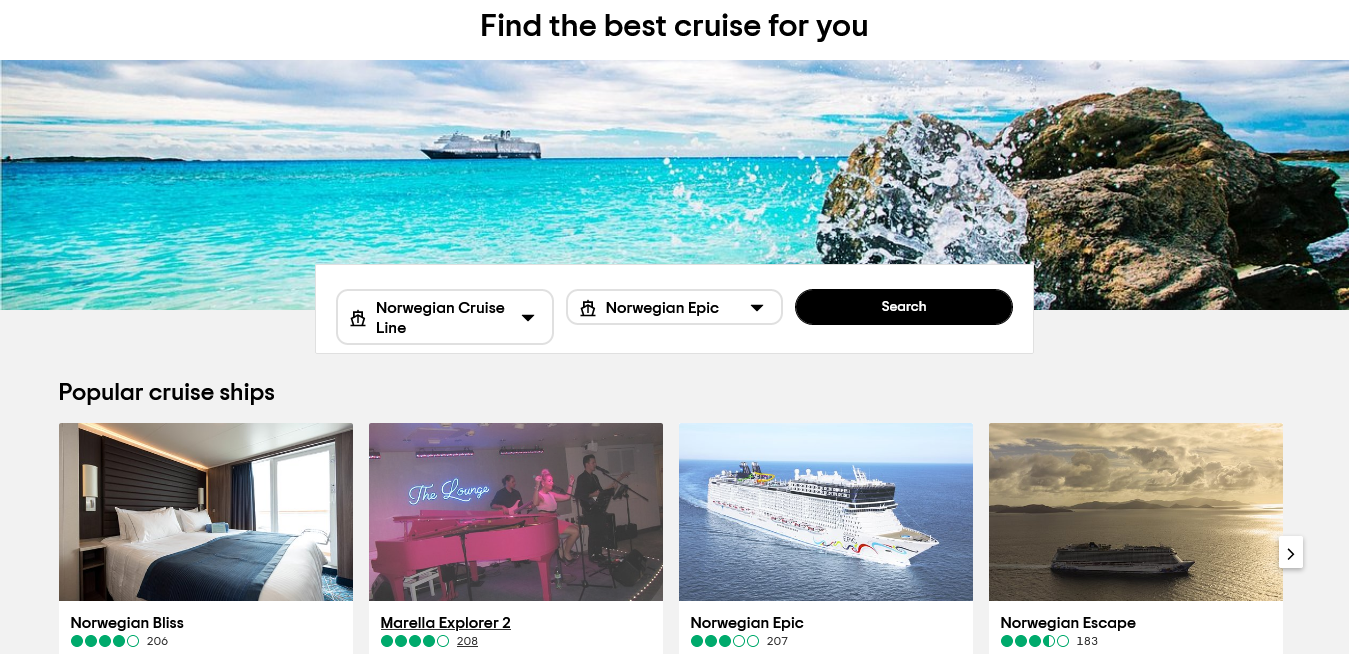 Find the best cruise for you
Norwegian Cruise
Line
Norwegian Epic
Search
Popular cruise ships
The Lounge
Norwegian Bliss
206
Marella Explorer 2
208
Norwegian Epic
207
Norwegian Escape
183